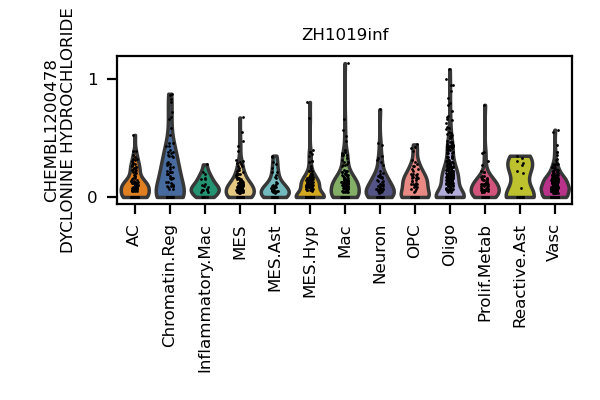 ZH1019inf
CHEMBL1200478
DYCLONINE HYDROCHLORIDE
1
0
AC
Chromatin.Reg
Inflammatory.Mac
MES
MES.Ast
MES.Hyp
Mac
Neuron
OPC
Oligo
Prolif.Metab
Reactive.Ast
Vasc